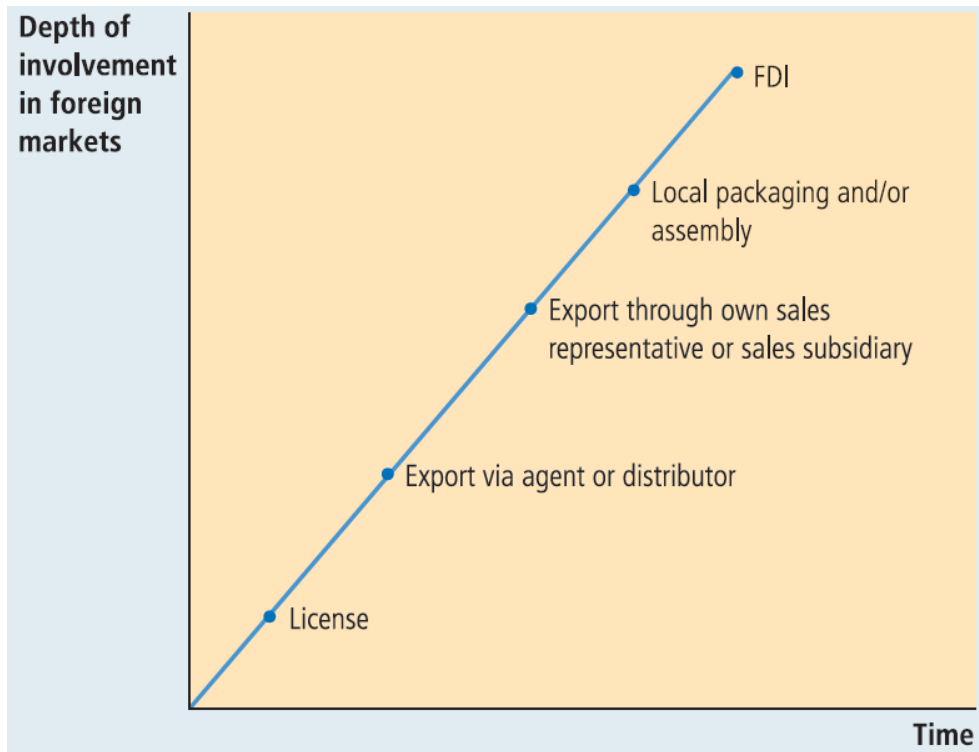 Depth of
involvement
in foreign
markets
FDI
Local packaging and/or
assembly
Export through own sales
representative or sales subsidiary
Export via agent or distributor
License
Time